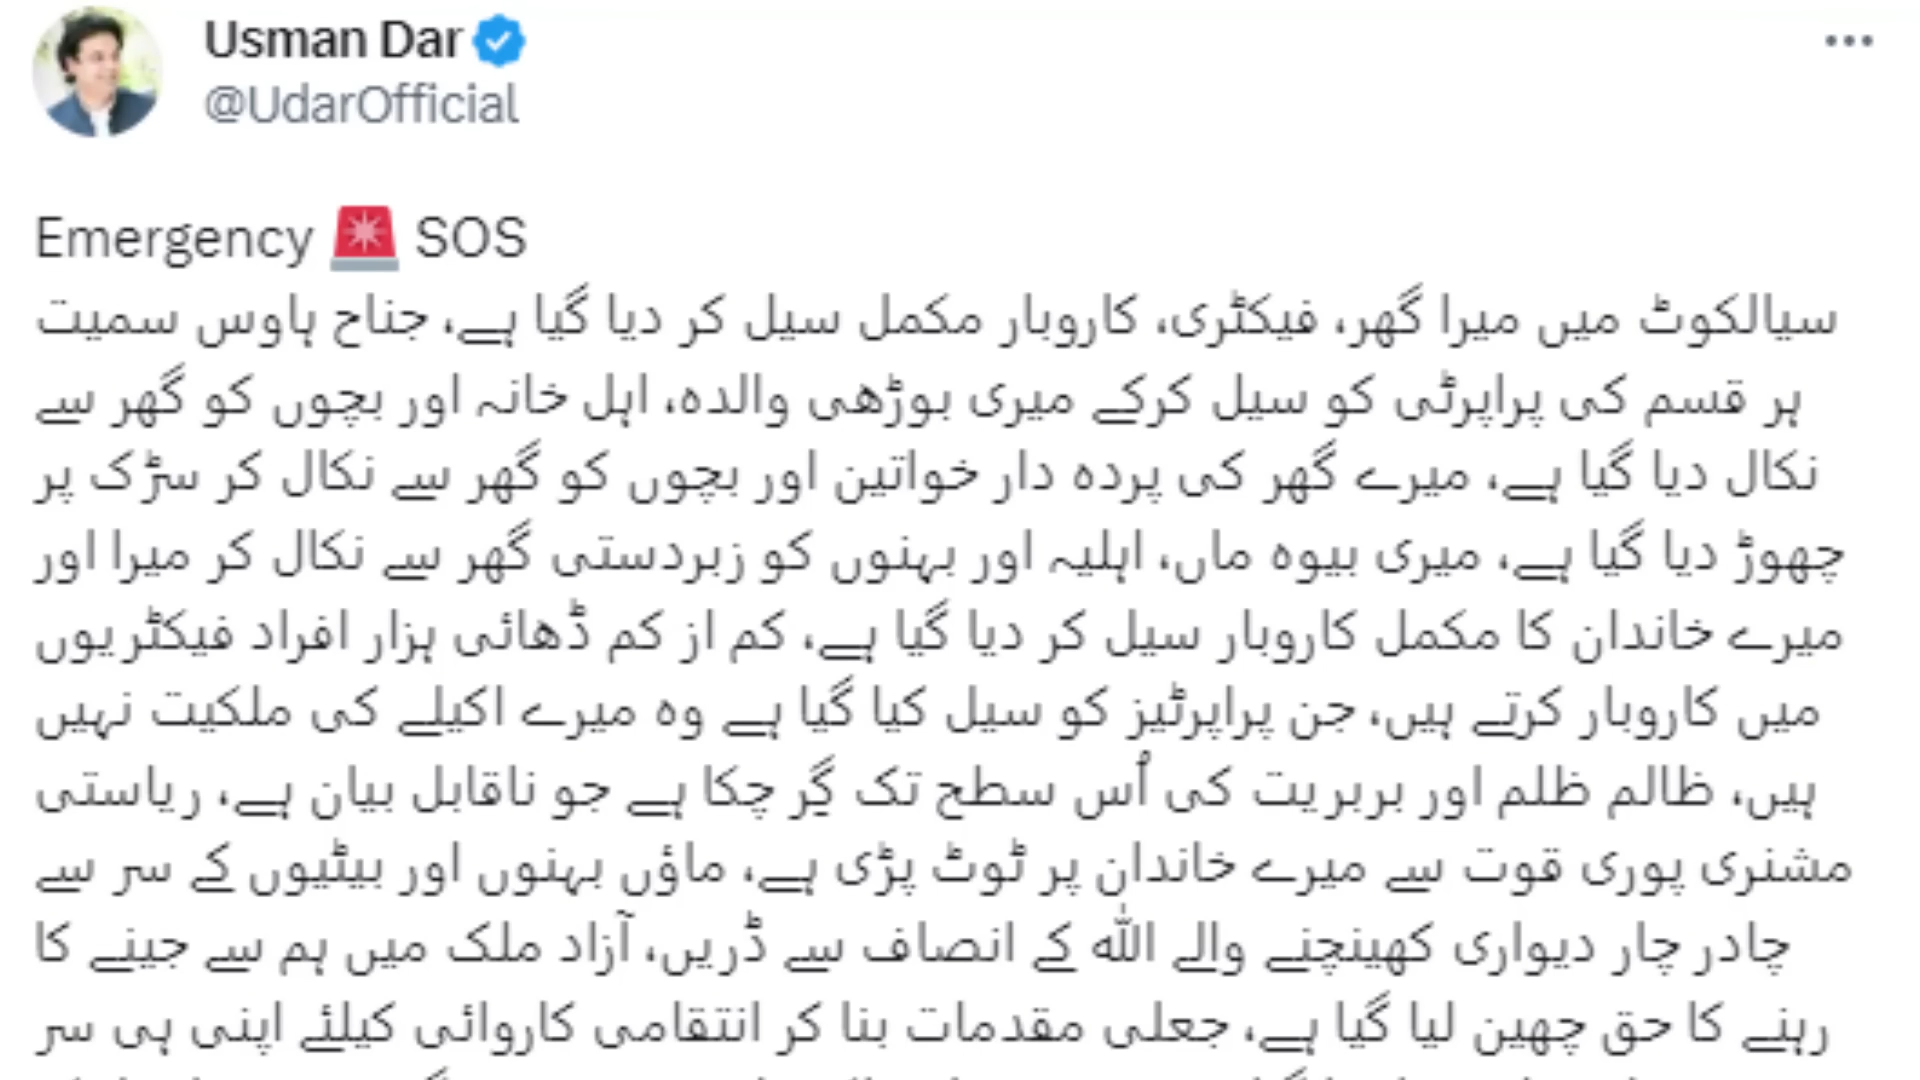 Usman Dar
@UdarOfficial
Emergency 🚨 SOS
سیالکوٹ میں میرا گھر، فیکٹری، کاروبار مکمل سیل کر دیا گیا ہے، جناح ہاوس سمیت
ہر قسم کی پراپرٹی کو سیل کرکے میری بوڑھی والدہ، اہل خانہ اور بچوں کو گھر سے
نکال دیا گیا ہے، میرے گھر کی پردہ دار خواتین اور بچوں کو گھر سے نکال کر سڑک پر
چھوڑ دیا گیا ہے، میری بیوہ ماں، اہلیہ اور بہنوں کو زبردستی گھر سے نکال کر میرا اور
میرے خاندان کا مکمل کاروبار سیل کر دیا گیا ہے، کم از کم ڈھائی ہزار افراد فیکٹریوں
میں کاروبار کرتے ہیں، جن پراپرٹیز کو سیل کیا گیا ہے وہ میرے اکیلے کی ملکیت نہیں
ہیں، ظالم ظلم اور بربریت کی اُس سطح تک گِر چکا ہے جو ناقابل بیان ہے، ریاستی
مشنری پوری قوت سے میرے خاندان پر ٹوٹ پڑی ہے، ماؤں بہنوں اور بیٹیوں کے سر سے
چادر چار دیواری کھینچنے والے اللّٰہ کے انصاف سے ڈریں، آزاد ملک میں ہم سے جینے کا
رہنے کا حق چھین لیا گیا ہے، جعلی مقدمات بنا کر انتقامی کاروائی کیلئے اپنی ہی سر